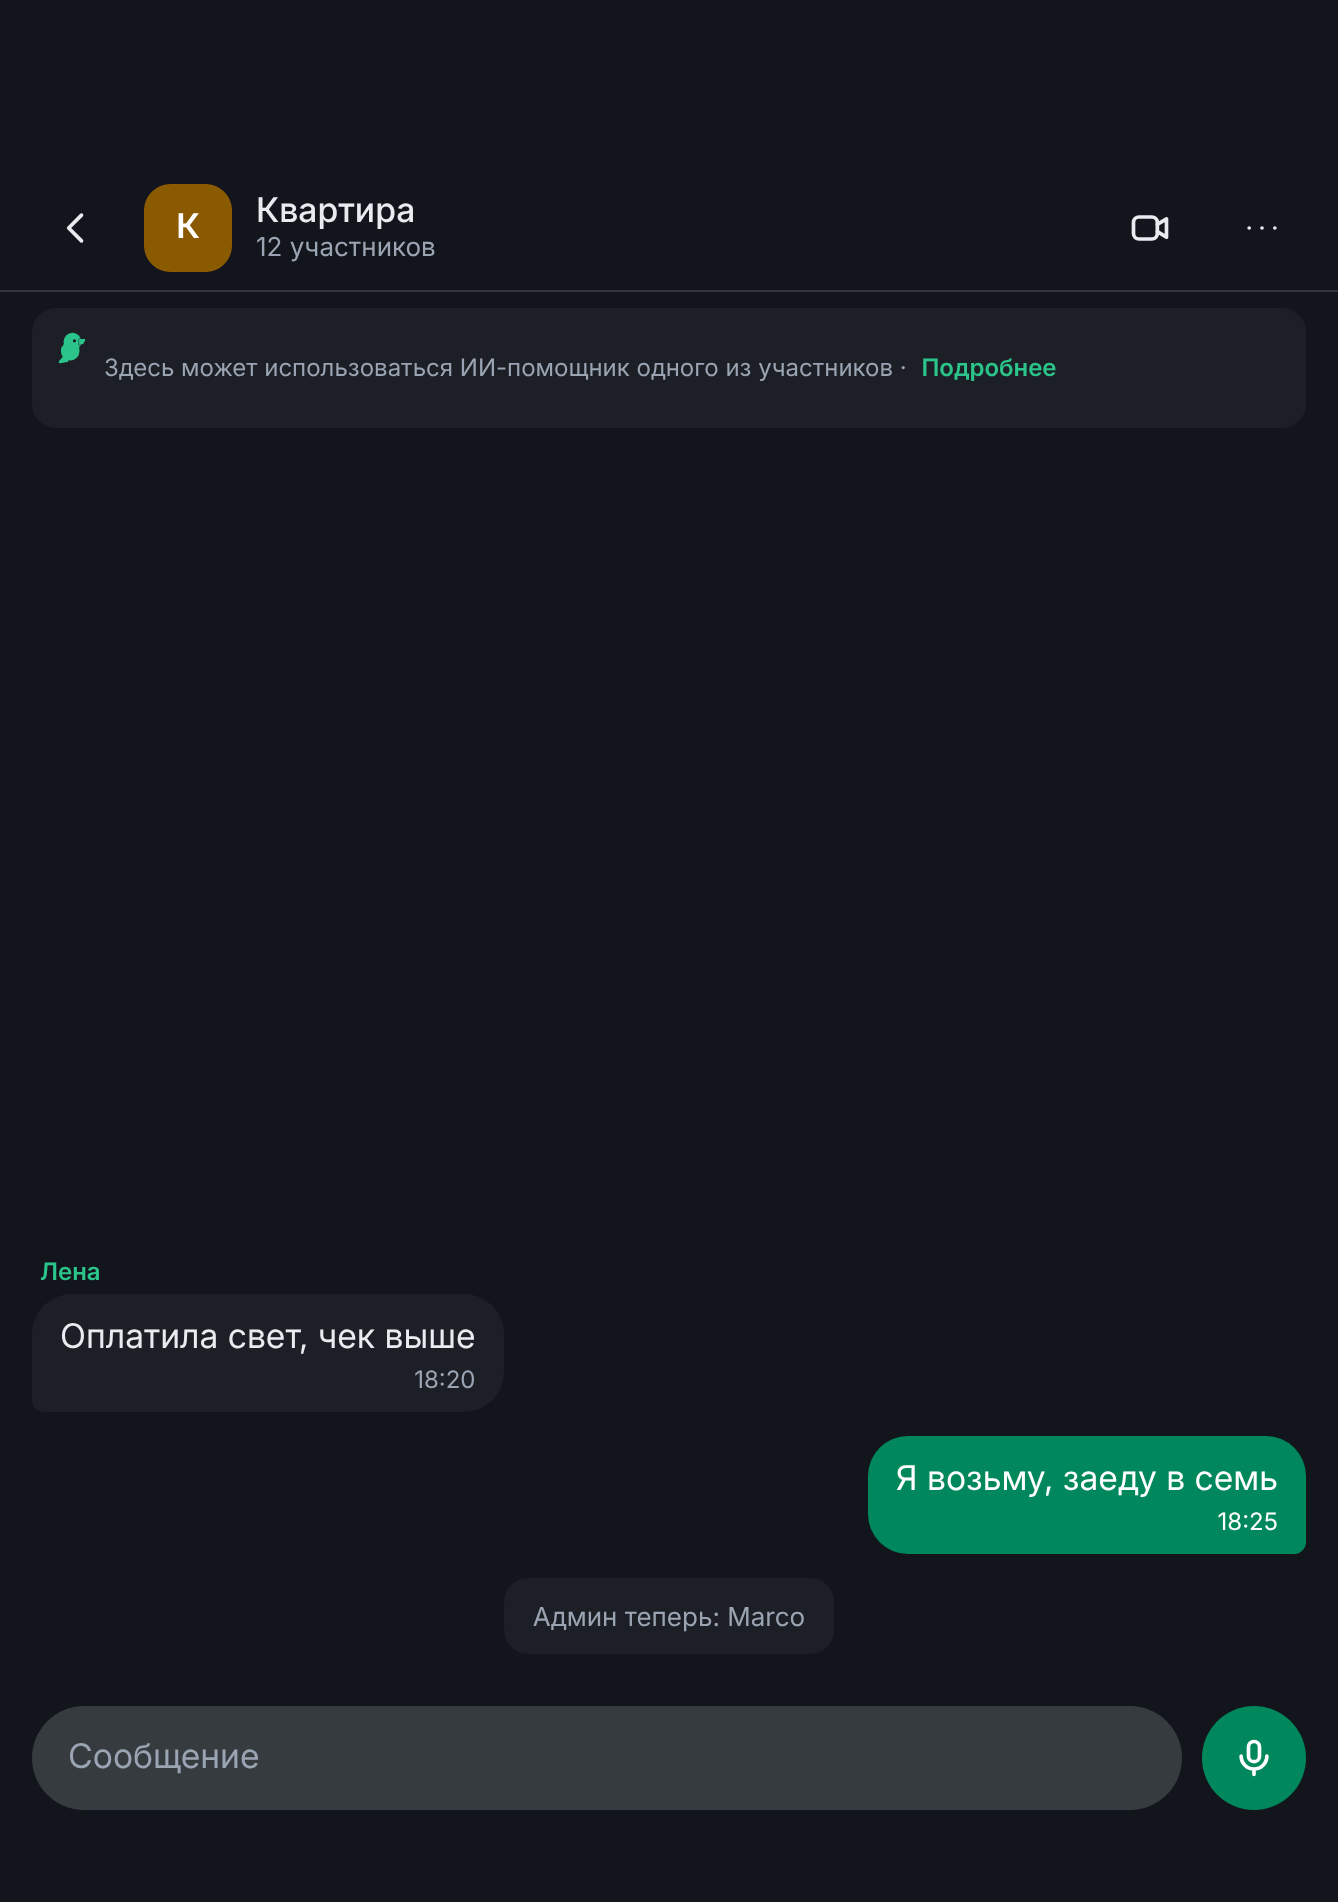 К
Квартира
12 участников
Здесь может использоваться ИИ-помощник одного из участников · Подробнее
Лена
Оплатила свет, чек выше
18:20
Я возьму, заеду в семь
18:25
Админ теперь: Marco
Сообщение